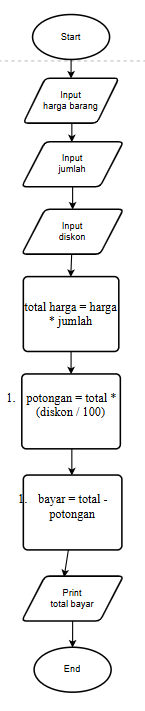 Start
Input
harga barang
Input
jumlah
Input
diskon
total harga = harga
* jumlah
1. potongan = total *
(diskon / 100)
1. bayar = total -
potongan
Print
total bayar
End